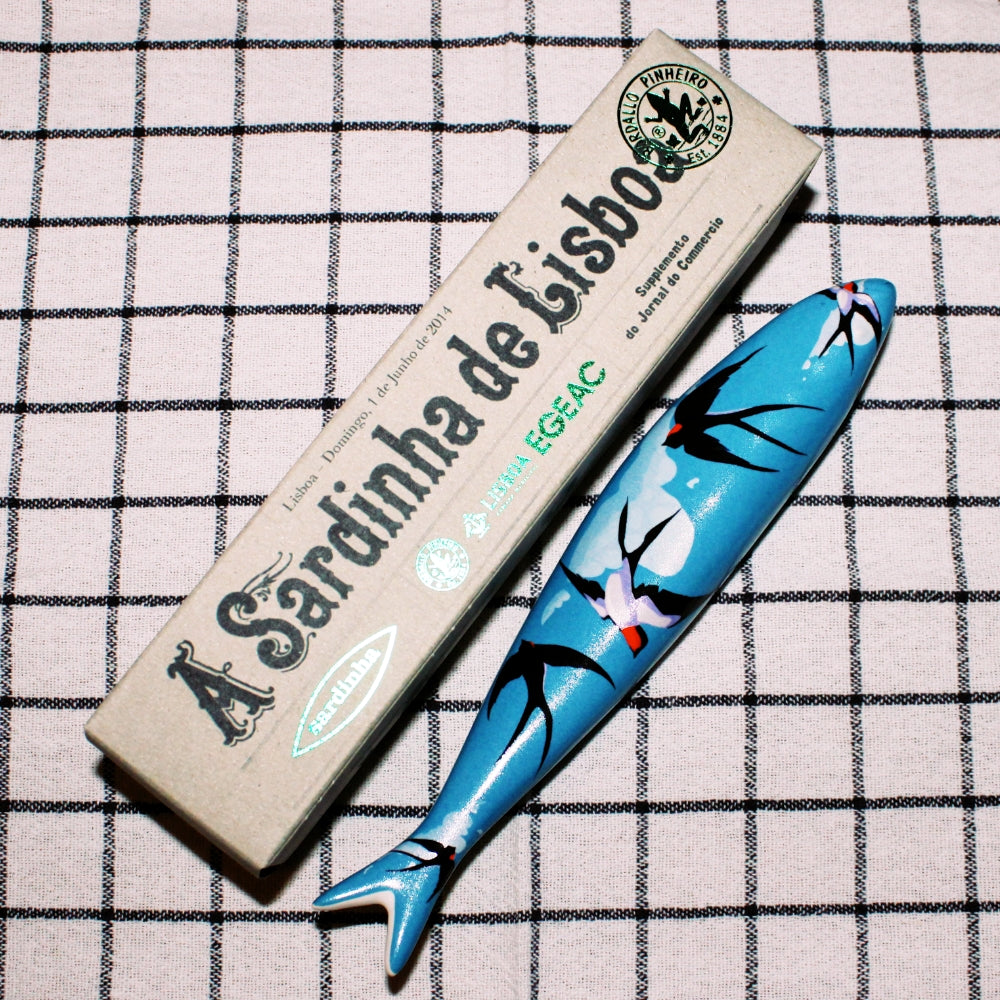 BORDALLO PINHEIRO
®
Est. 1884
Lisboa – Domingo, 1 de Junho de 2014
A Sardinha de Lisboa
Supplemento
do Jornal do Commercio
sardinha
LISBOA
EGEAC